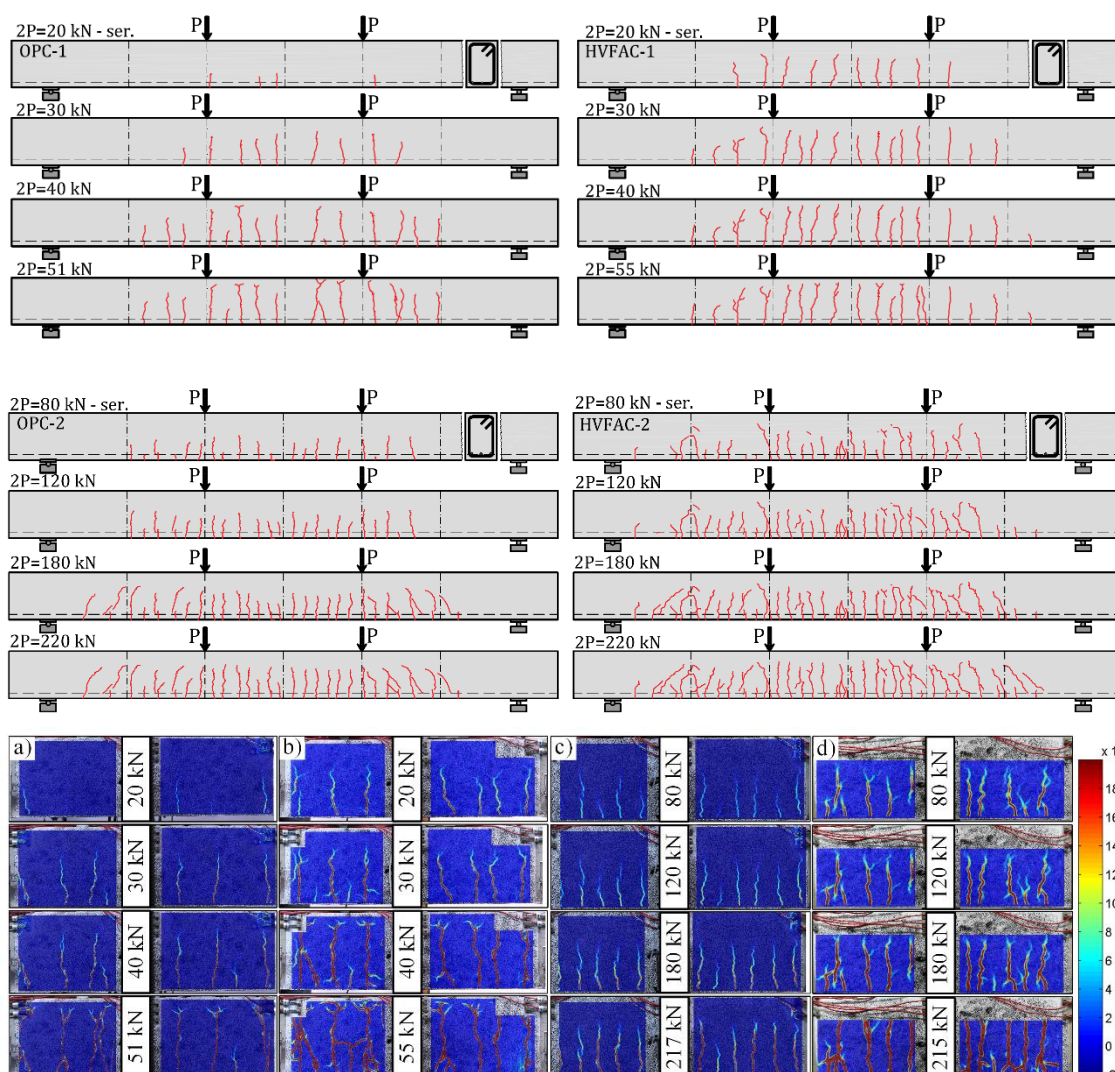 2P=20 kN - ser.
P
P
OPC-1
2P=30 kN
P
P
2P=40 kN
P
P
2P=51 kN
P
P
2P=20 kN - ser.
P
P
HVFAC-1
2P=30 kN
P
P
2P=40 kN
P
P
2P=55 kN
P
P
2P=80 kN - ser.
P
P
OPC-2
2P=120 kN
P
P
2P=180 kN
P
P
2P=220 kN
P
P
2P=80 kN - ser.
P
P
HVFAC-2
2P=120 kN
P
P
2P=180 kN
P
P
2P=220 kN
P
P
a)
20 kN
30 kN
40 kN
51 kN
b)
20 kN
30 kN
40 kN
55 kN
c)
80 kN
120 kN
180 kN
217 kN
d)
80 kN
120 kN
180 kN
215 kN
x 1
18
16
14
12
10
8
6
4
2
0